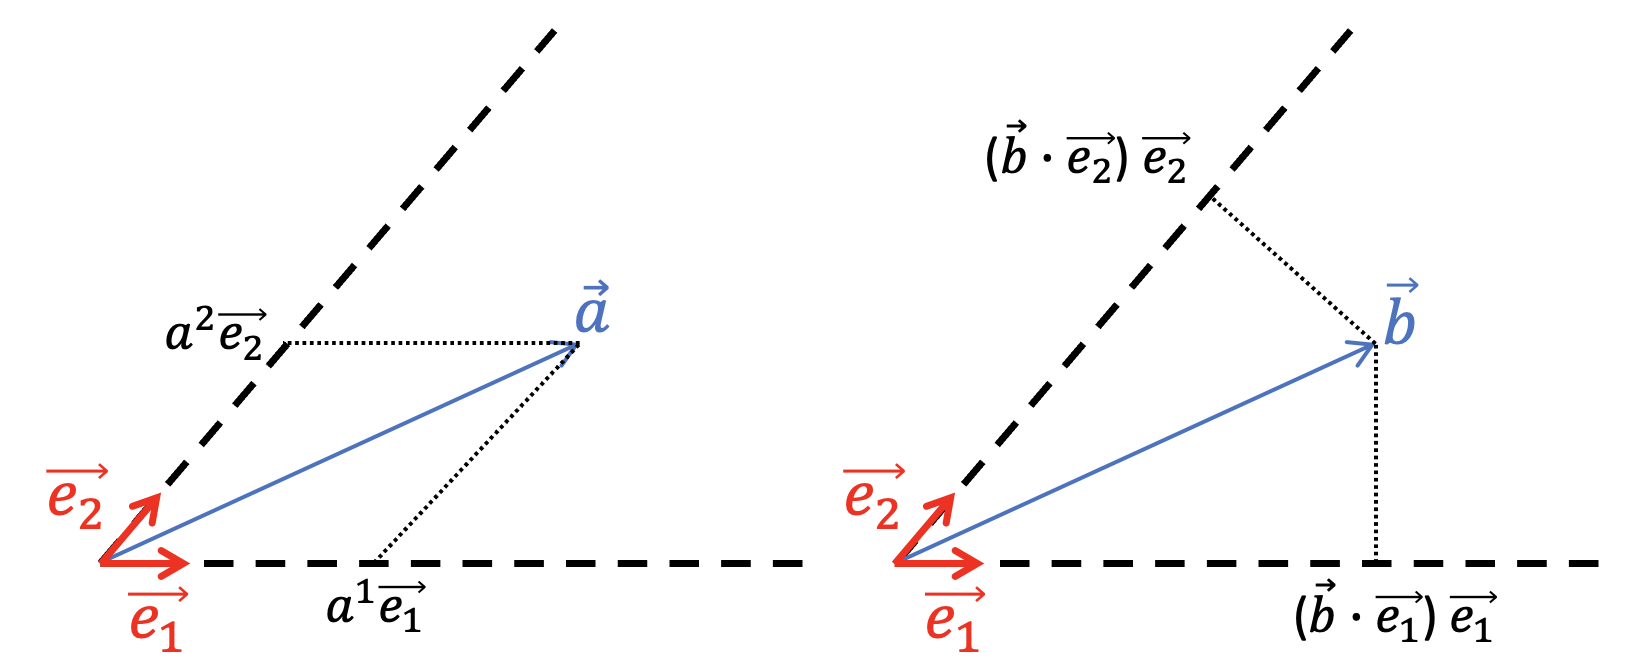 $a^2\overrightarrow{e_2}$
$\vec{a}$
$\overrightarrow{e_2}$
$\overrightarrow{e_1}$
$a^1\overrightarrow{e_1}$
$(\vec{b} \cdot \overrightarrow{e_2})\,\overrightarrow{e_2}$
$\vec{b}$
$\overrightarrow{e_2}$
$\overrightarrow{e_1}$
$(\vec{b} \cdot \overrightarrow{e_1})\,\overrightarrow{e_1}$